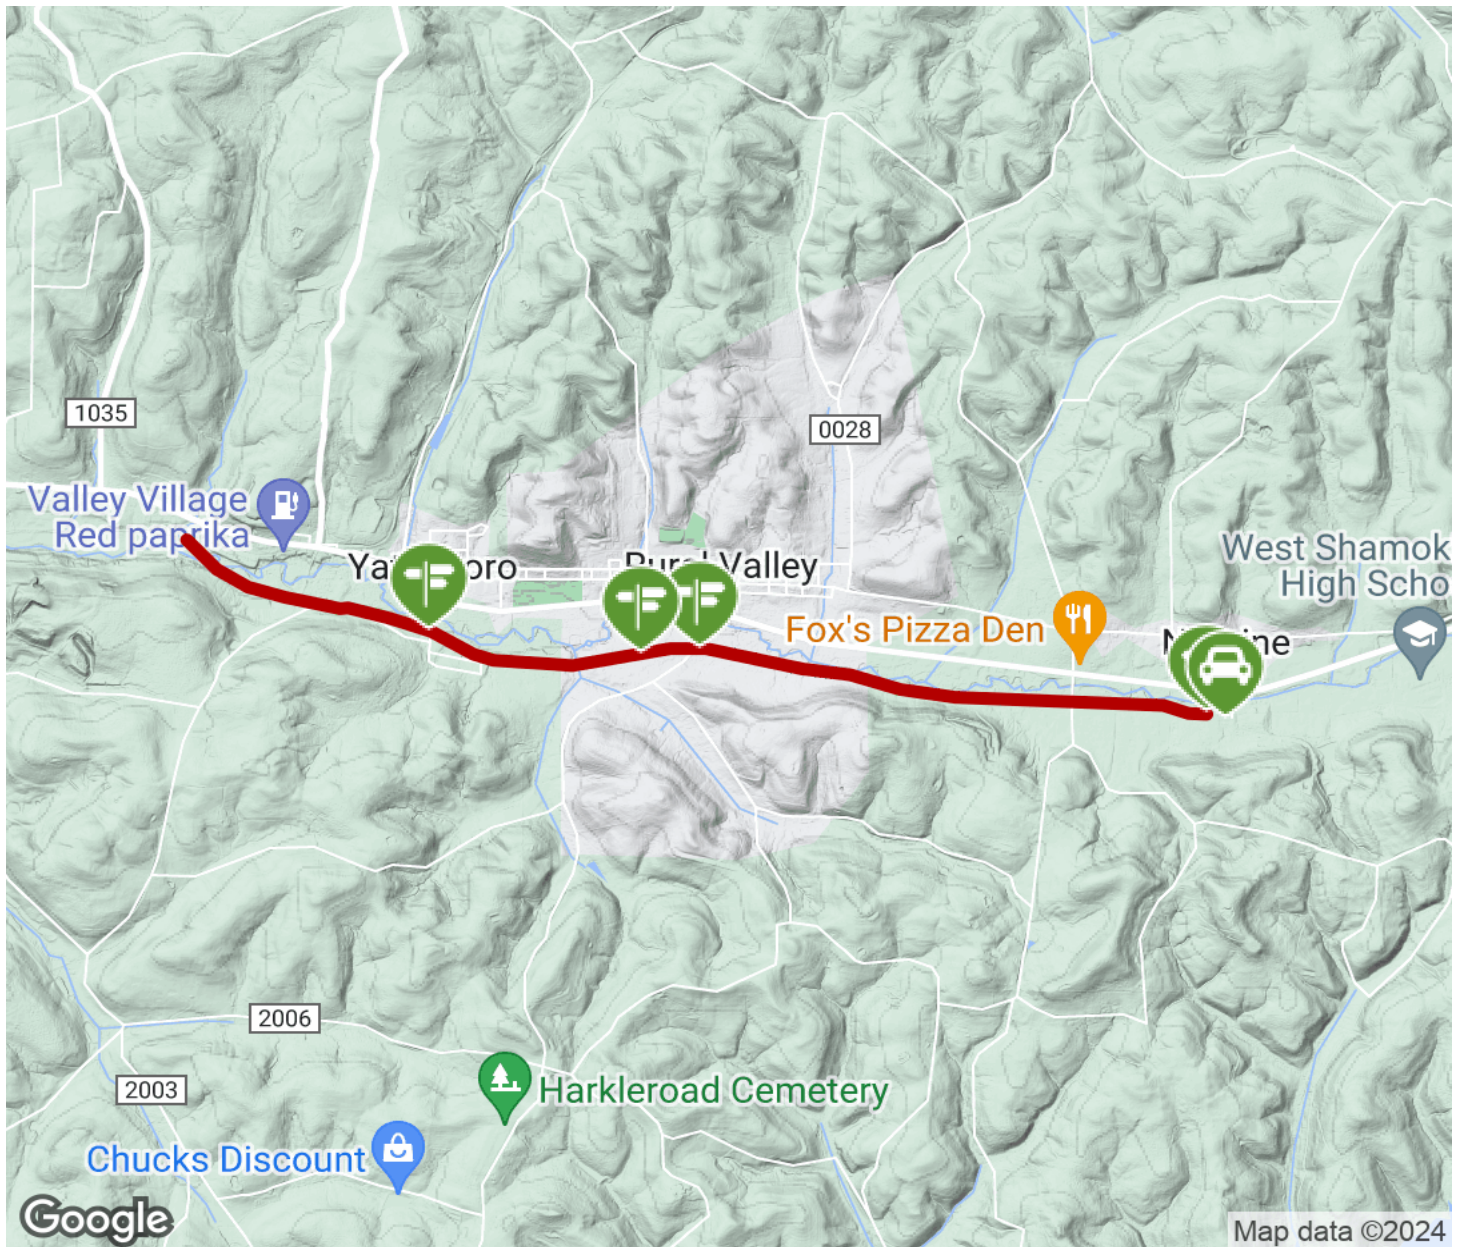 1035
0028
Valley Village
Red paprika
Valley
West Shamok
High Scho
Fox's Pizza Den
2006
2003
Harkleroad Cemetery
Chucks Discount
Google
Map data ©2024